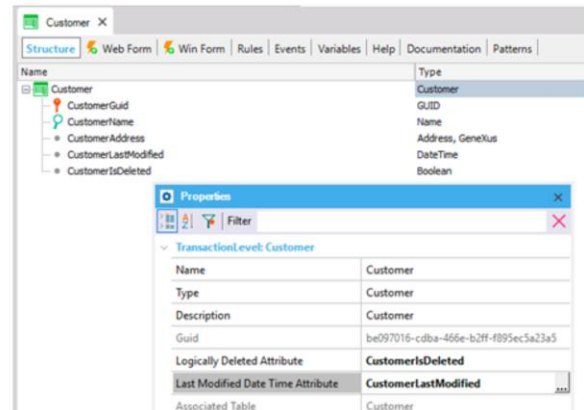 Customer X
Structure Web Form Win Form Rules Events Variables Help Documentation Patterns
Name Type
Customer Customer
CustomerGuid GUID
CustomerName Name
CustomerAddress Address, GeneXus
CustomerLastModified DateTime
CustomerIsDeleted Boolean
Properties
Filter
TransactionLevel: Customer
Name Customer
Type Customer
Description Customer
Guid be097016-cdba-466e-b2ff-f895ec5a23a5
Logically Deleted Attribute CustomerIsDeleted
Last Modified Date Time Attribute CustomerLastModified ...
Associated Table Customer